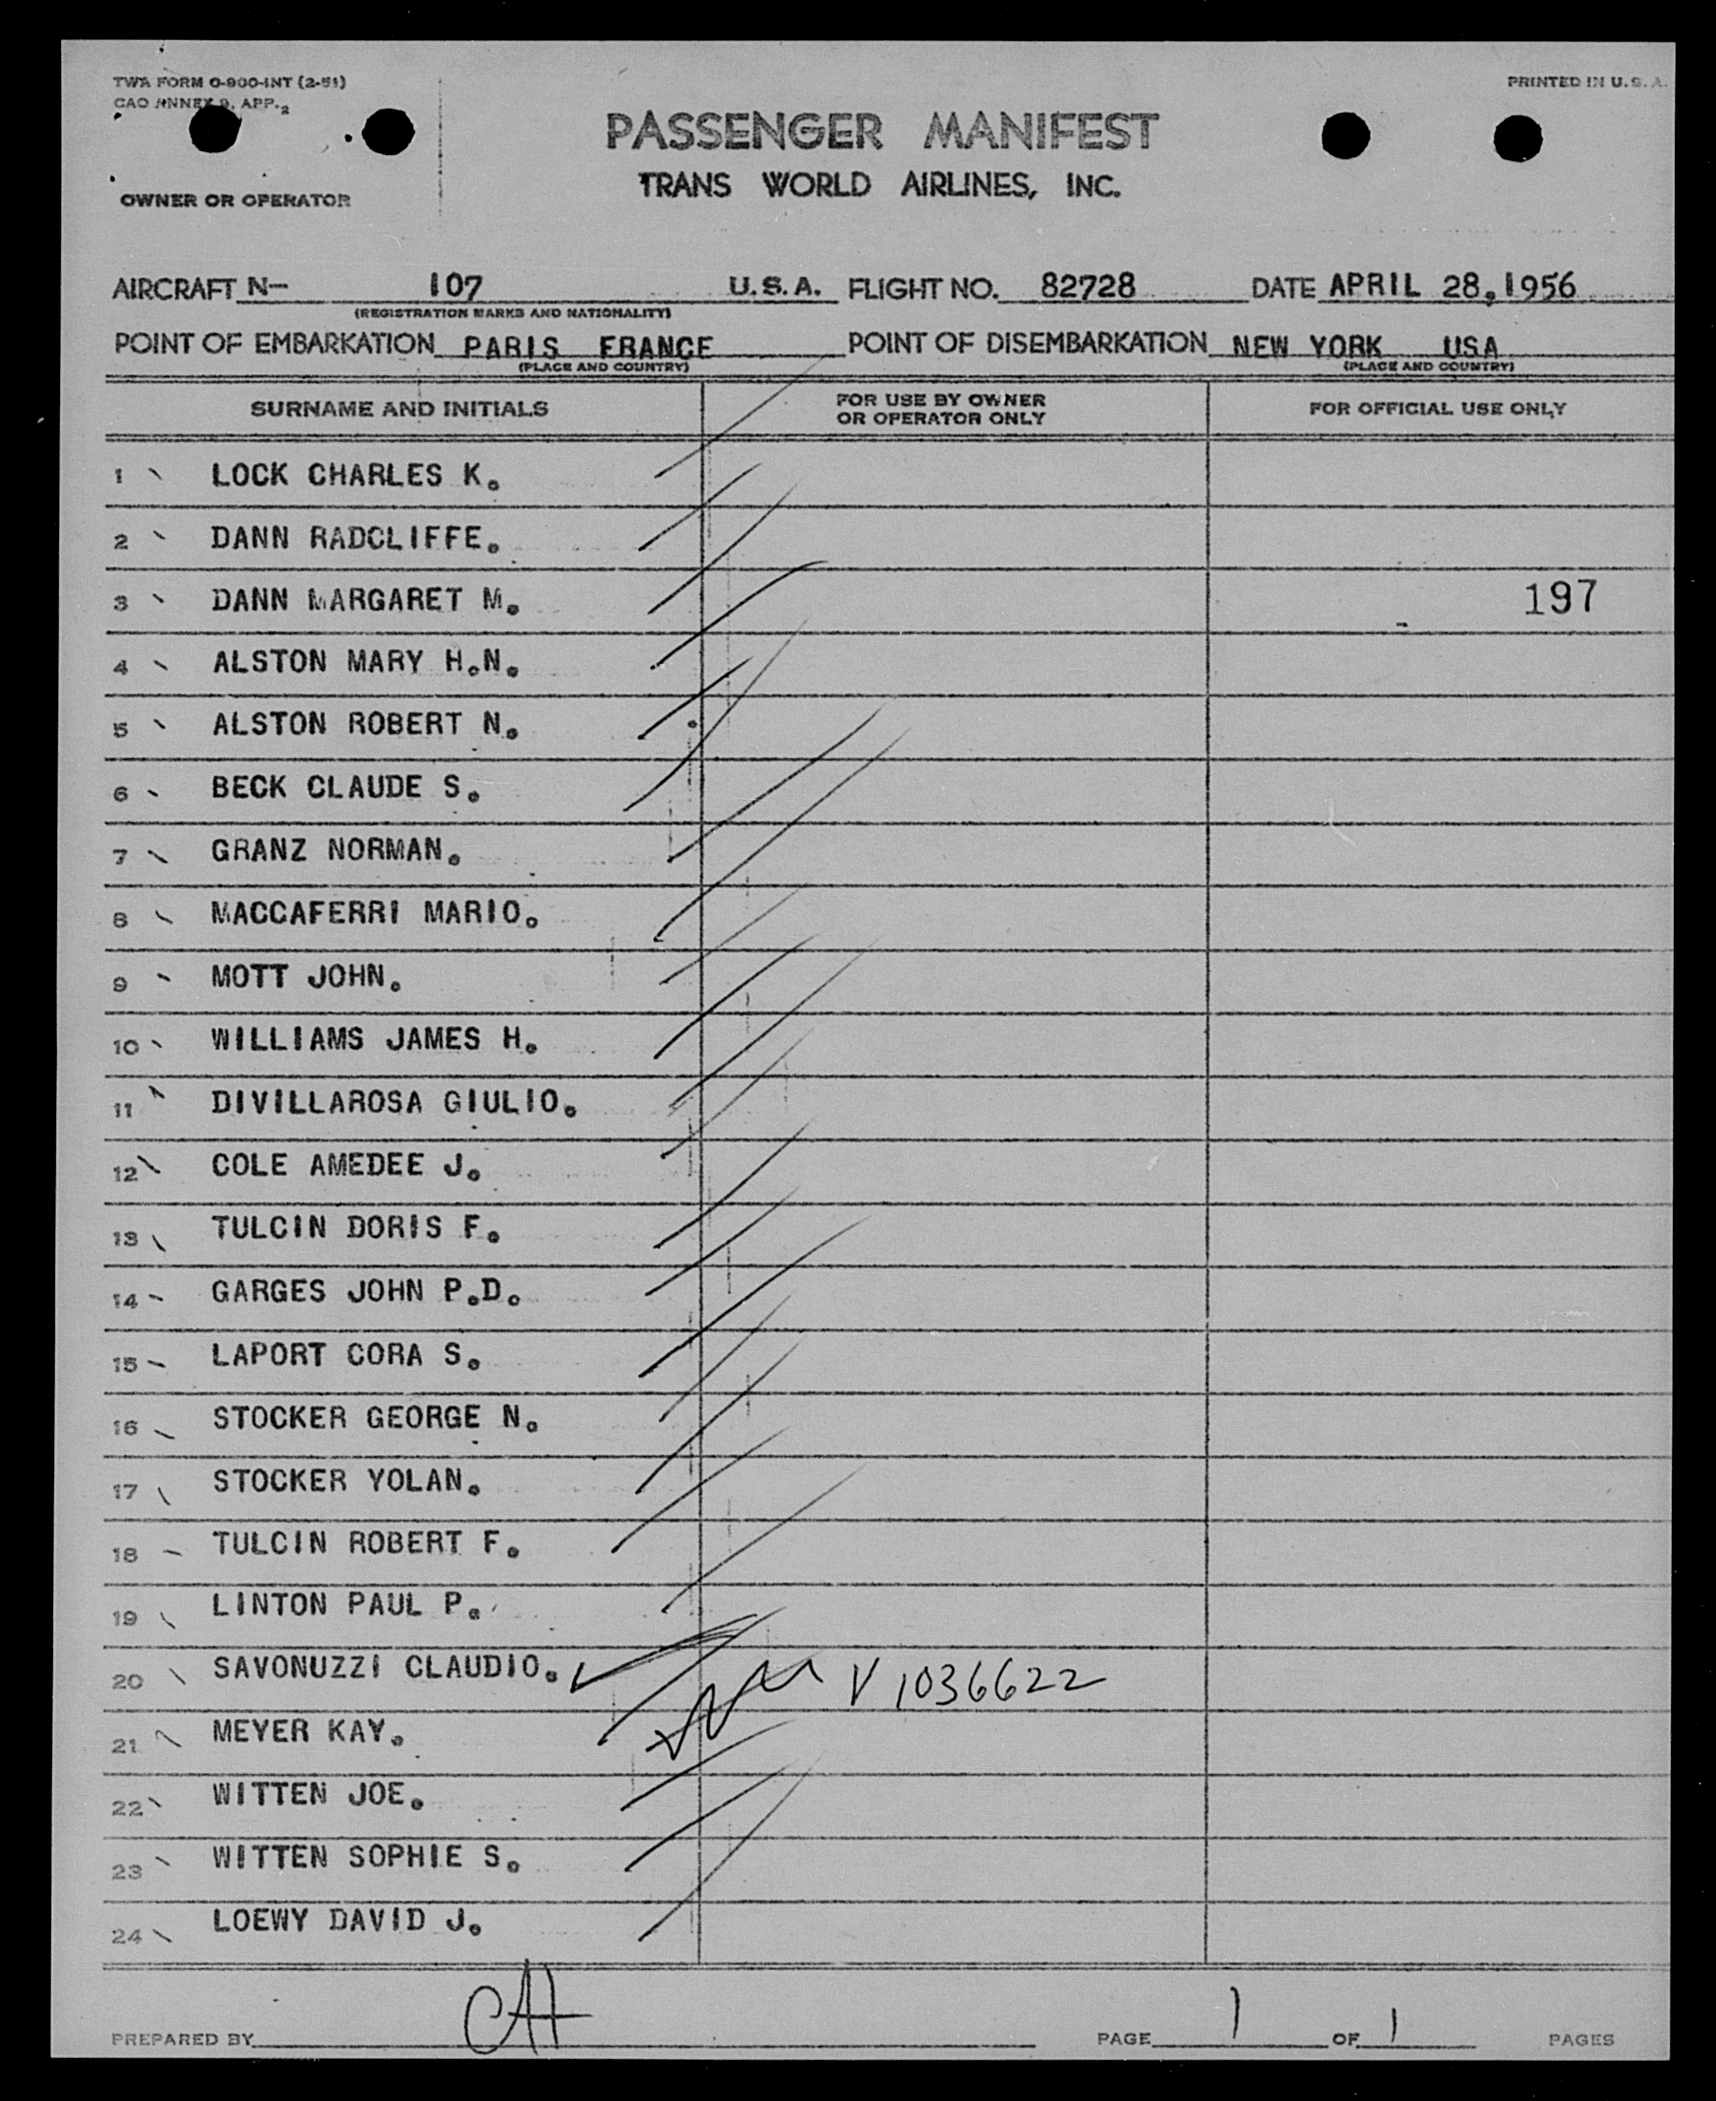 TWA FORM O-900-INT (2-51)
PRINTED IN U.S.A.
CAO ANNEX 9, APP. 2
PASSENGER MANIFEST
TRANS WORLD AIRLINES, INC.
OWNER OR OPERATOR
AIRCRAFT N- 107 U.S.A. FLIGHT NO. 82728 DATE APRIL 28,1956
(REGISTRATION MARKS AND NATIONALITY)
POINT OF EMBARKATION PARIS FRANCE POINT OF DISEMBARKATION NEW YORK USA
(PLACE AND COUNTRY) (PLACE AND COUNTRY)
SURNAME AND INITIALS FOR USE BY OWNER OR OPERATOR ONLY FOR OFFICIAL USE ONLY
1 LOCK CHARLES K.
2 DANN RADCLIFFE.
3 DANN MARGARET M. 197
4 ALSTON MARY H.N.
5 ALSTON ROBERT N.
6 BECK CLAUDE S.
7 GRANZ NORMAN.
8 MACCAFERRI MARIO.
9 MOTT JOHN.
10 WILLIAMS JAMES H.
11 DIVILLAROSA GIULIO.
12 COLE AMEDEE J.
13 TULCIN DORIS F.
14 GARGES JOHN P.D.
15 LAPORT CORA S.
16 STOCKER GEORGE N.
17 STOCKER YOLAN.
18 TULCIN ROBERT F.
19 LINTON PAUL P.
20 SAVONUZZI CLAUDIO. V 1036622
21 MEYER KAY.
22 WITTEN JOE.
23 WITTEN SOPHIE S.
24 LOEWY DAVID J.
PREPARED BY CAH PAGE 1 OF 1 PAGES